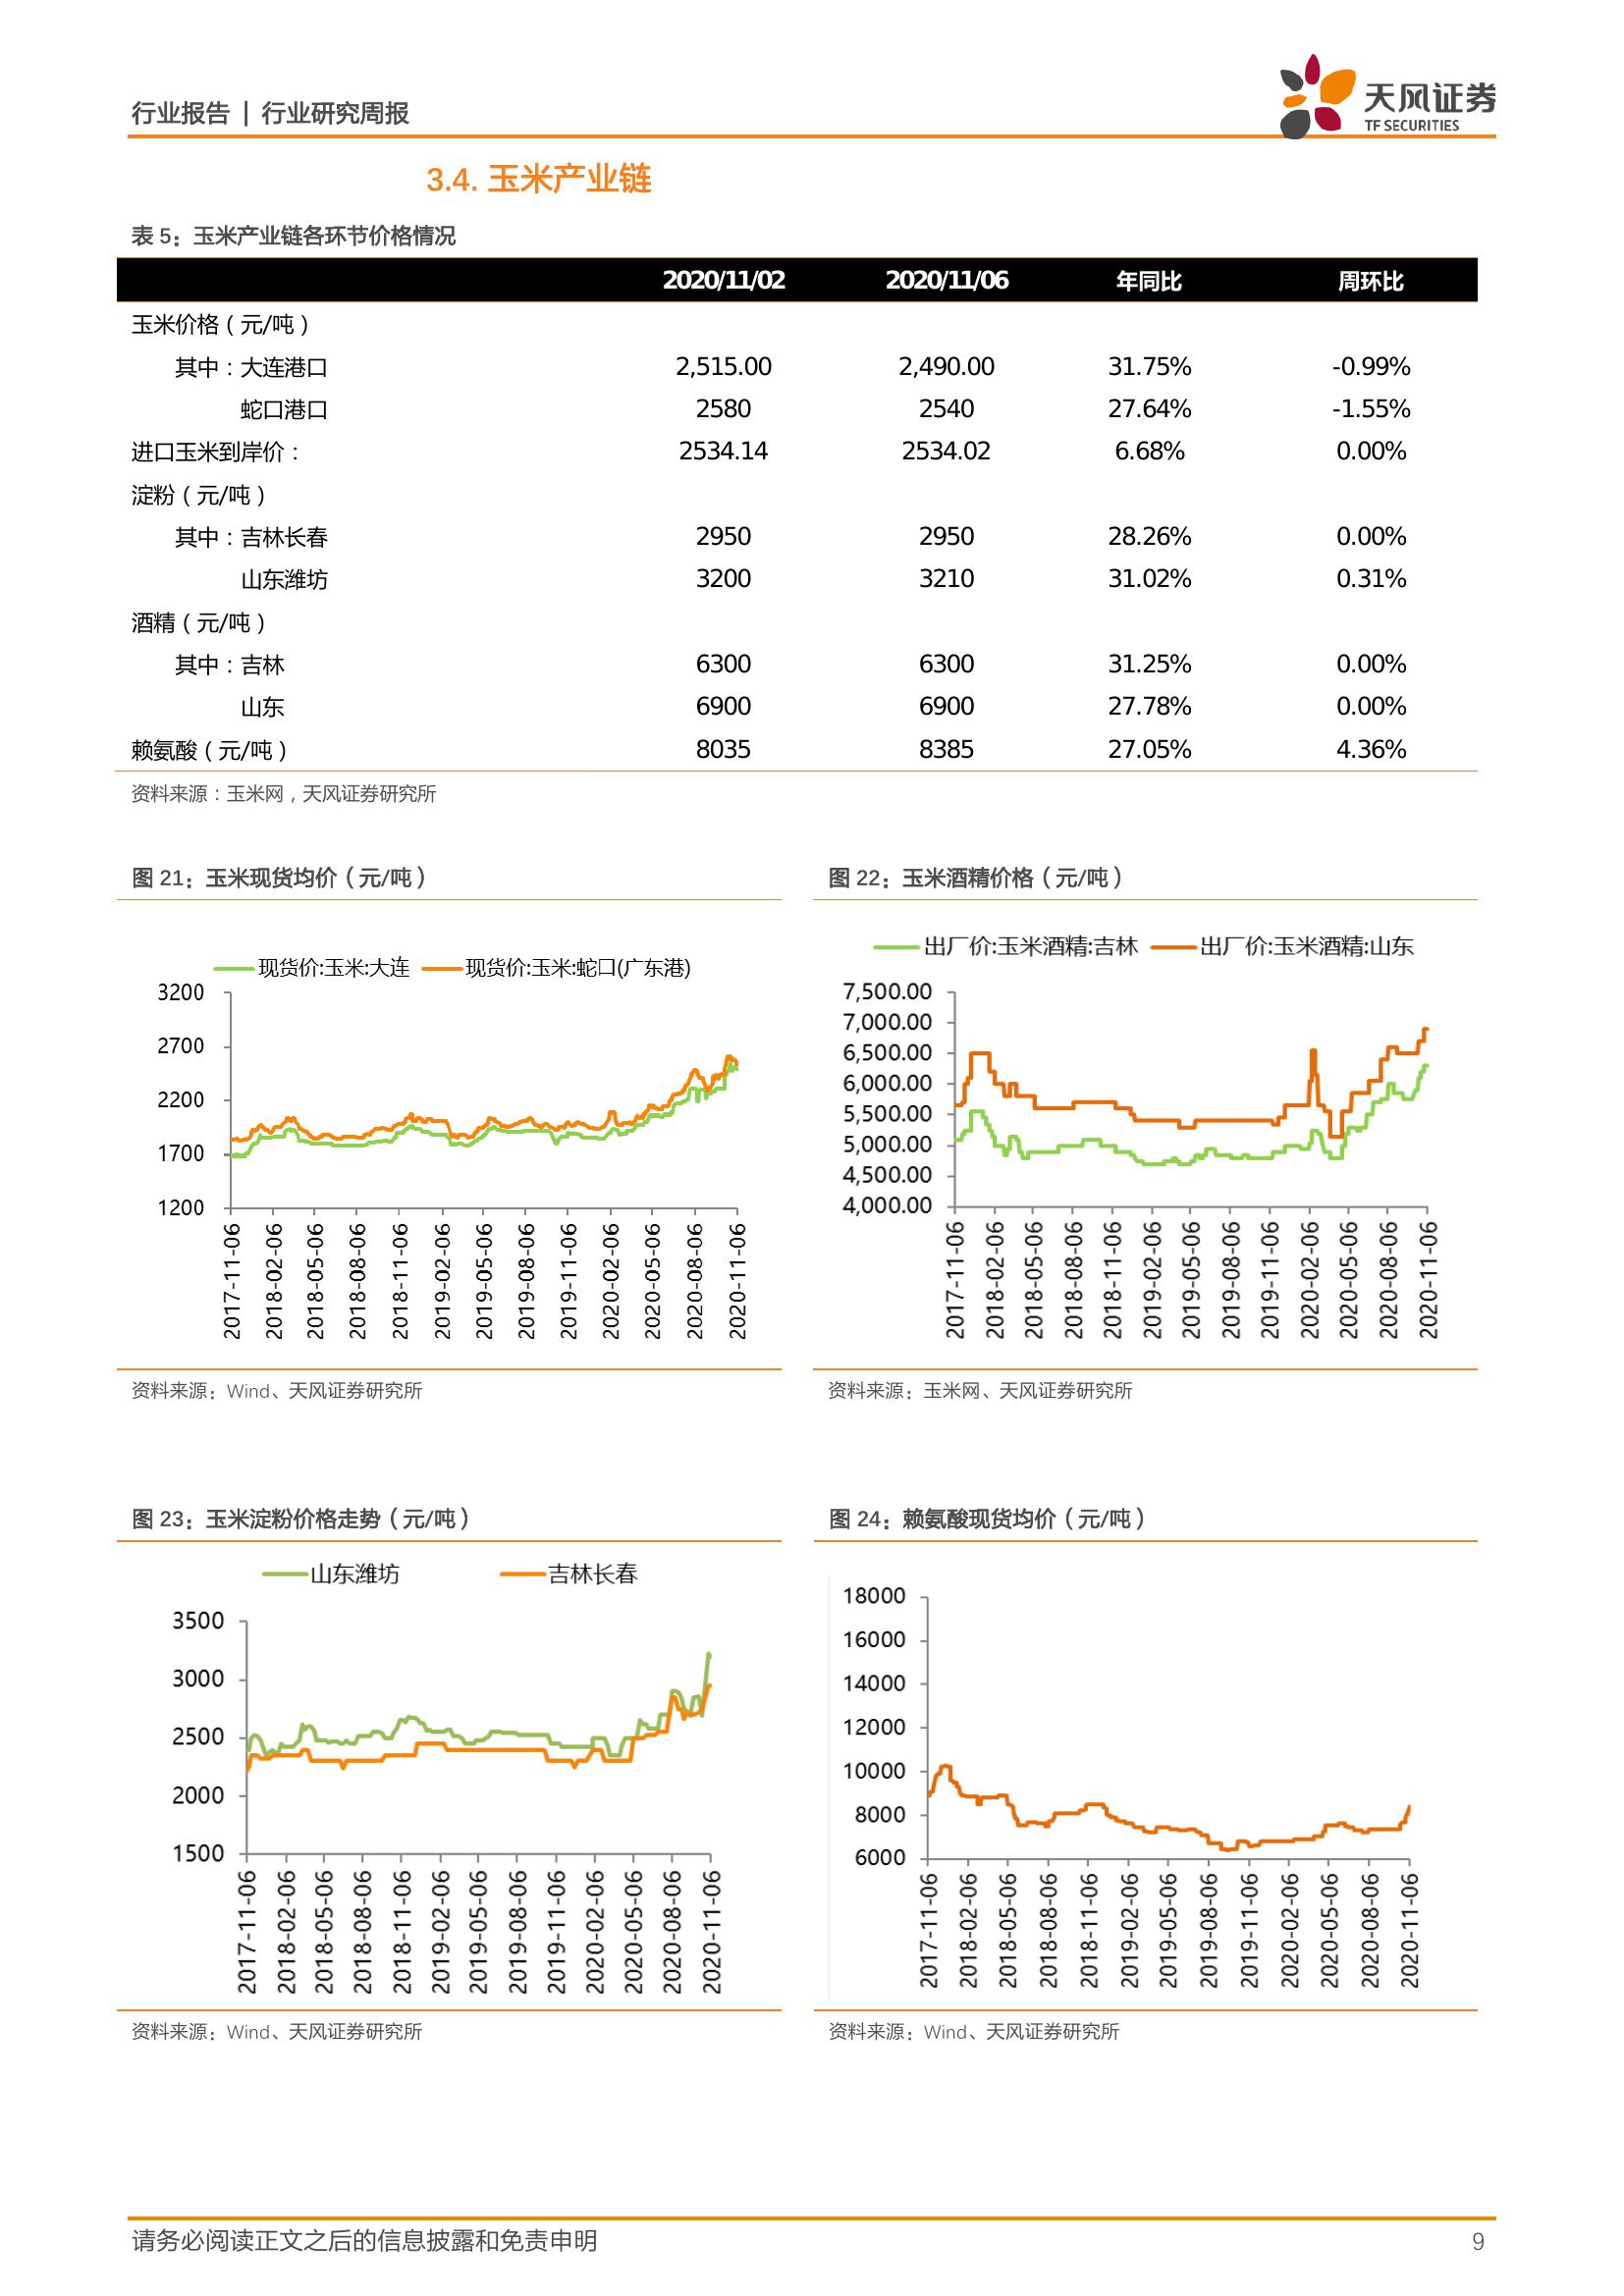 行业报告 | 行业研究周报
天风证券
TF SECURITIES
3.4. 玉米产业链
表 5：玉米产业链各环节价格情况
2020/11/02 2020/11/06 年同比 周环比
玉米价格（元/吨）
其中：大连港口 2,515.00 2,490.00 31.75% -0.99%
蛇口港口 2580 2540 27.64% -1.55%
进口玉米到岸价： 2534.14 2534.02 6.68% 0.00%
淀粉（元/吨）
其中：吉林长春 2950 2950 28.26% 0.00%
山东潍坊 3200 3210 31.02% 0.31%
酒精（元/吨）
其中：吉林 6300 6300 31.25% 0.00%
山东 6900 6900 27.78% 0.00%
赖氨酸（元/吨） 8035 8385 27.05% 4.36%
资料来源：玉米网，天风证券研究所
图 21：玉米现货均价（元/吨）
现货价:玉米:大连 现货价:玉米:蛇口(广东港)
3200
2700
2200
1700
1200
2017-11-06
2018-02-06
2018-05-06
2018-08-06
2018-11-06
2019-02-06
2019-05-06
2019-08-06
2019-11-06
2020-02-06
2020-05-06
2020-08-06
2020-11-06
资料来源：Wind、天风证券研究所
图 22：玉米酒精价格（元/吨）
出厂价:玉米酒精:吉林 出厂价:玉米酒精:山东
7,500.00
7,000.00
6,500.00
6,000.00
5,500.00
5,000.00
4,500.00
4,000.00
2017-11-06
2018-02-06
2018-05-06
2018-08-06
2018-11-06
2019-02-06
2019-05-06
2019-08-06
2019-11-06
2020-02-06
2020-05-06
2020-08-06
2020-11-06
资料来源：玉米网、天风证券研究所
图 23：玉米淀粉价格走势（元/吨）
山东潍坊 吉林长春
3500
3000
2500
2000
1500
2017-11-06
2018-02-06
2018-05-06
2018-08-06
2018-11-06
2019-02-06
2019-05-06
2019-08-06
2019-11-06
2020-02-06
2020-05-06
2020-08-06
2020-11-06
资料来源：Wind、天风证券研究所
图 24：赖氨酸现货均价（元/吨）
18000
16000
14000
12000
10000
8000
6000
2017-11-06
2018-02-06
2018-05-06
2018-08-06
2018-11-06
2019-02-06
2019-05-06
2019-08-06
2019-11-06
2020-02-06
2020-05-06
2020-08-06
2020-11-06
资料来源：Wind、天风证券研究所
请务必阅读正文之后的信息披露和免责申明 9